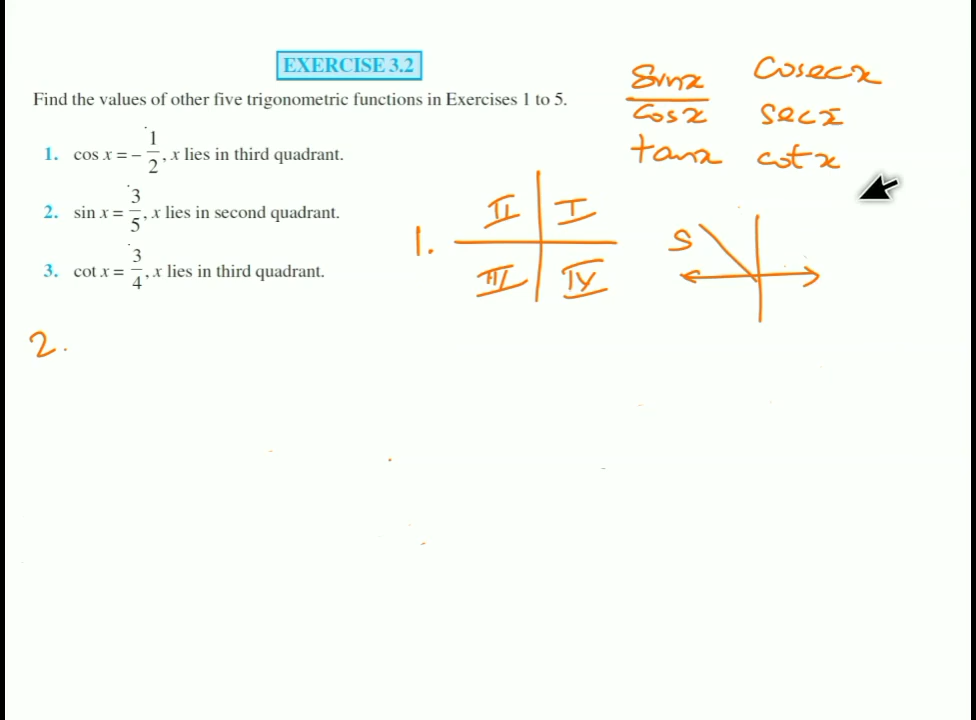 EXERCISE 3.2
Find the values of other five trigonometric functions in Exercises 1 to 5.
1. cos x = – 1/2, x lies in third quadrant.
2. sin x = 3/5, x lies in second quadrant.
3. cot x = 3/4, x lies in third quadrant.
sinx cosecx
cosx secx
tanx cotx
1.
II I
III IV
S
2.